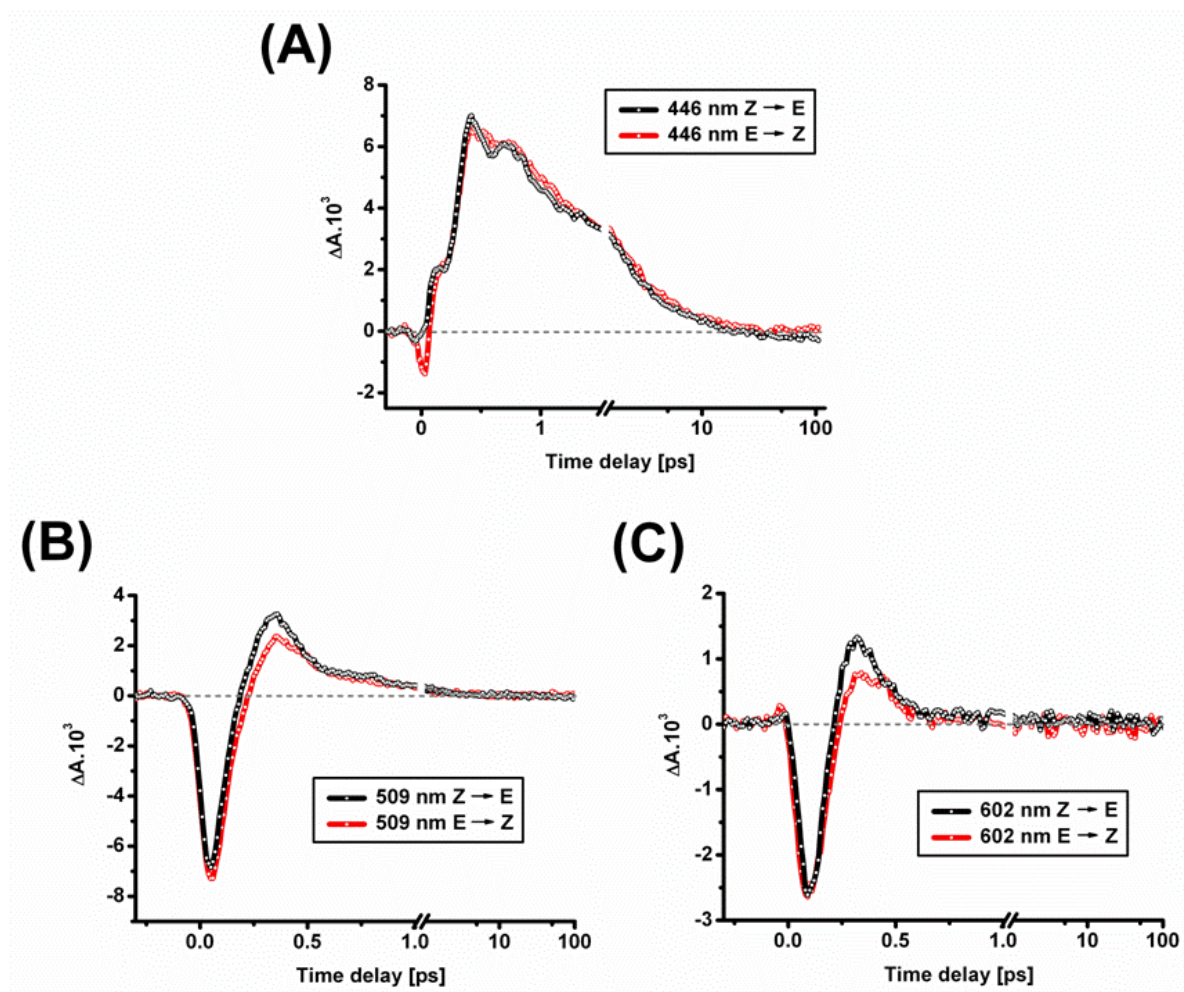 (A)
8
6
4
2
0
-2
ΔA.10³
446 nm Z → E
446 nm E → Z
0 1 10 100
Time delay [ps]
(B)
4
2
0
-2
-4
-6
-8
ΔA.10³
509 nm Z → E
509 nm E → Z
0.0 0.5 1.0 10 100
Time delay [ps]
(C)
2
1
0
-1
-2
-3
ΔA.10³
602 nm Z → E
602 nm E → Z
0.0 0.5 1.0 10 100
Time delay [ps]